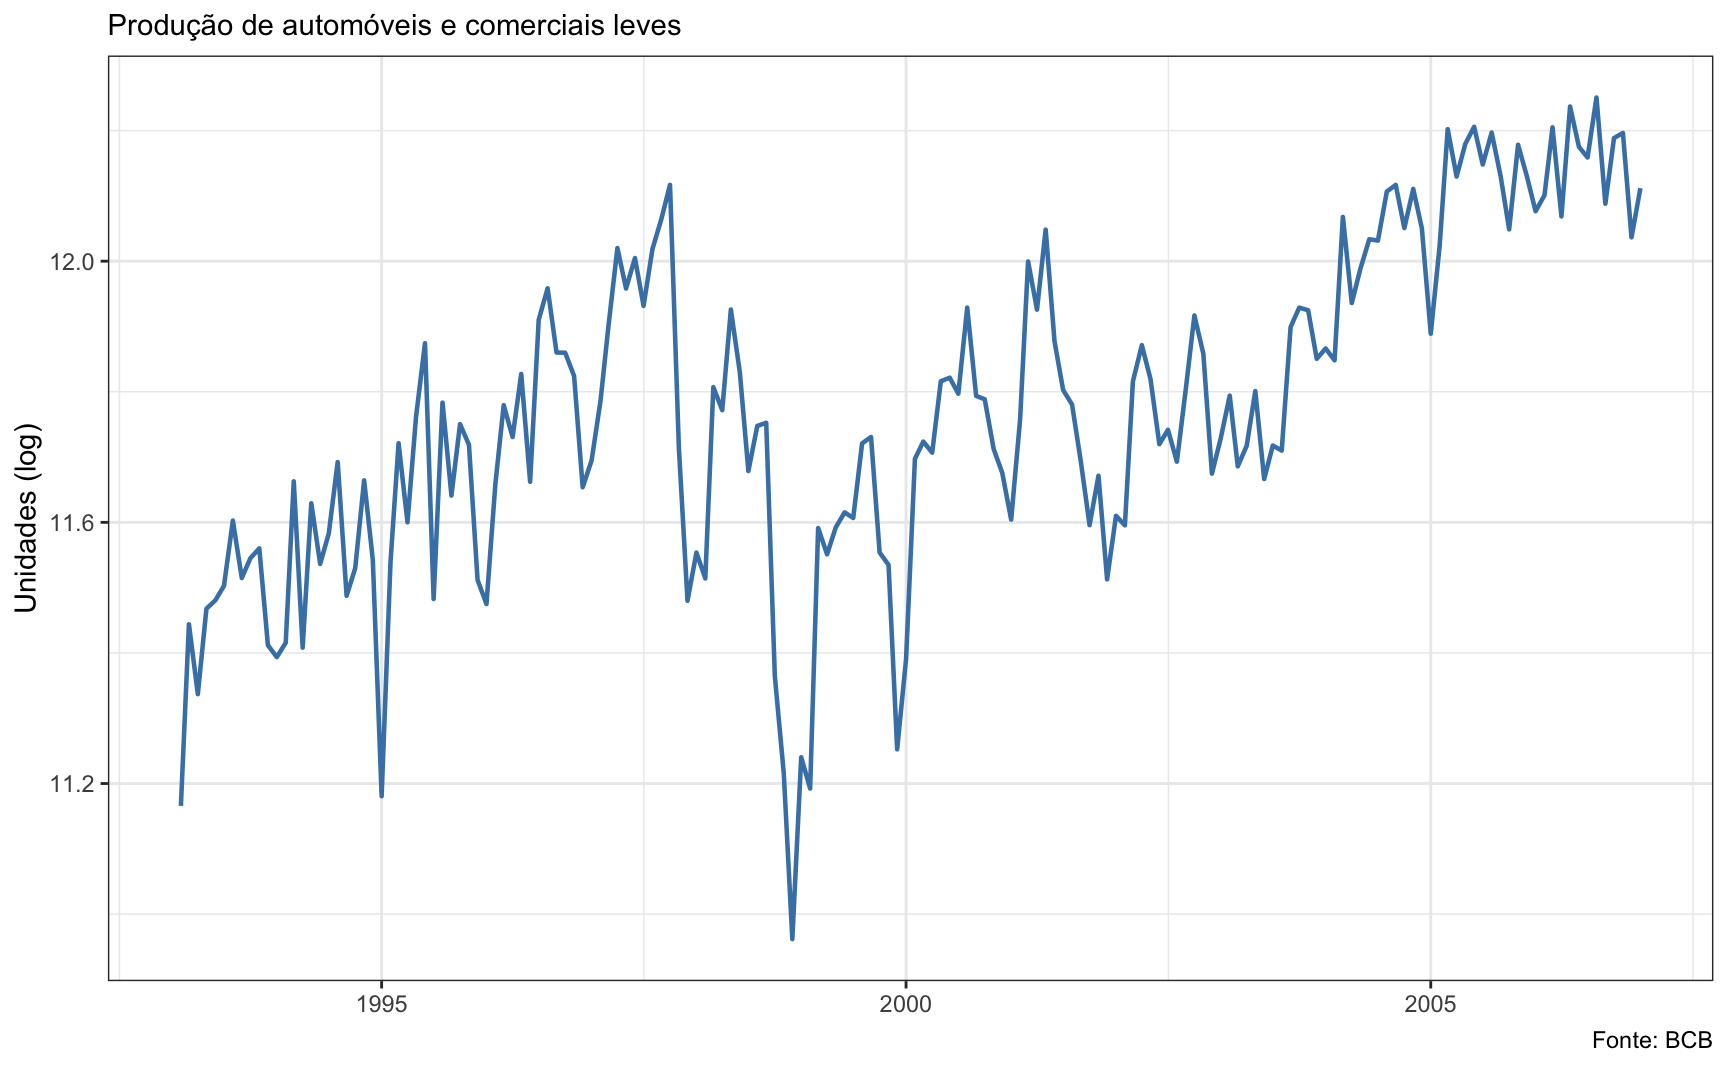 Produção de automóveis e comerciais leves
Unidades (log)
12.0
11.6
11.2
1995
2000
2005
Fonte: BCB